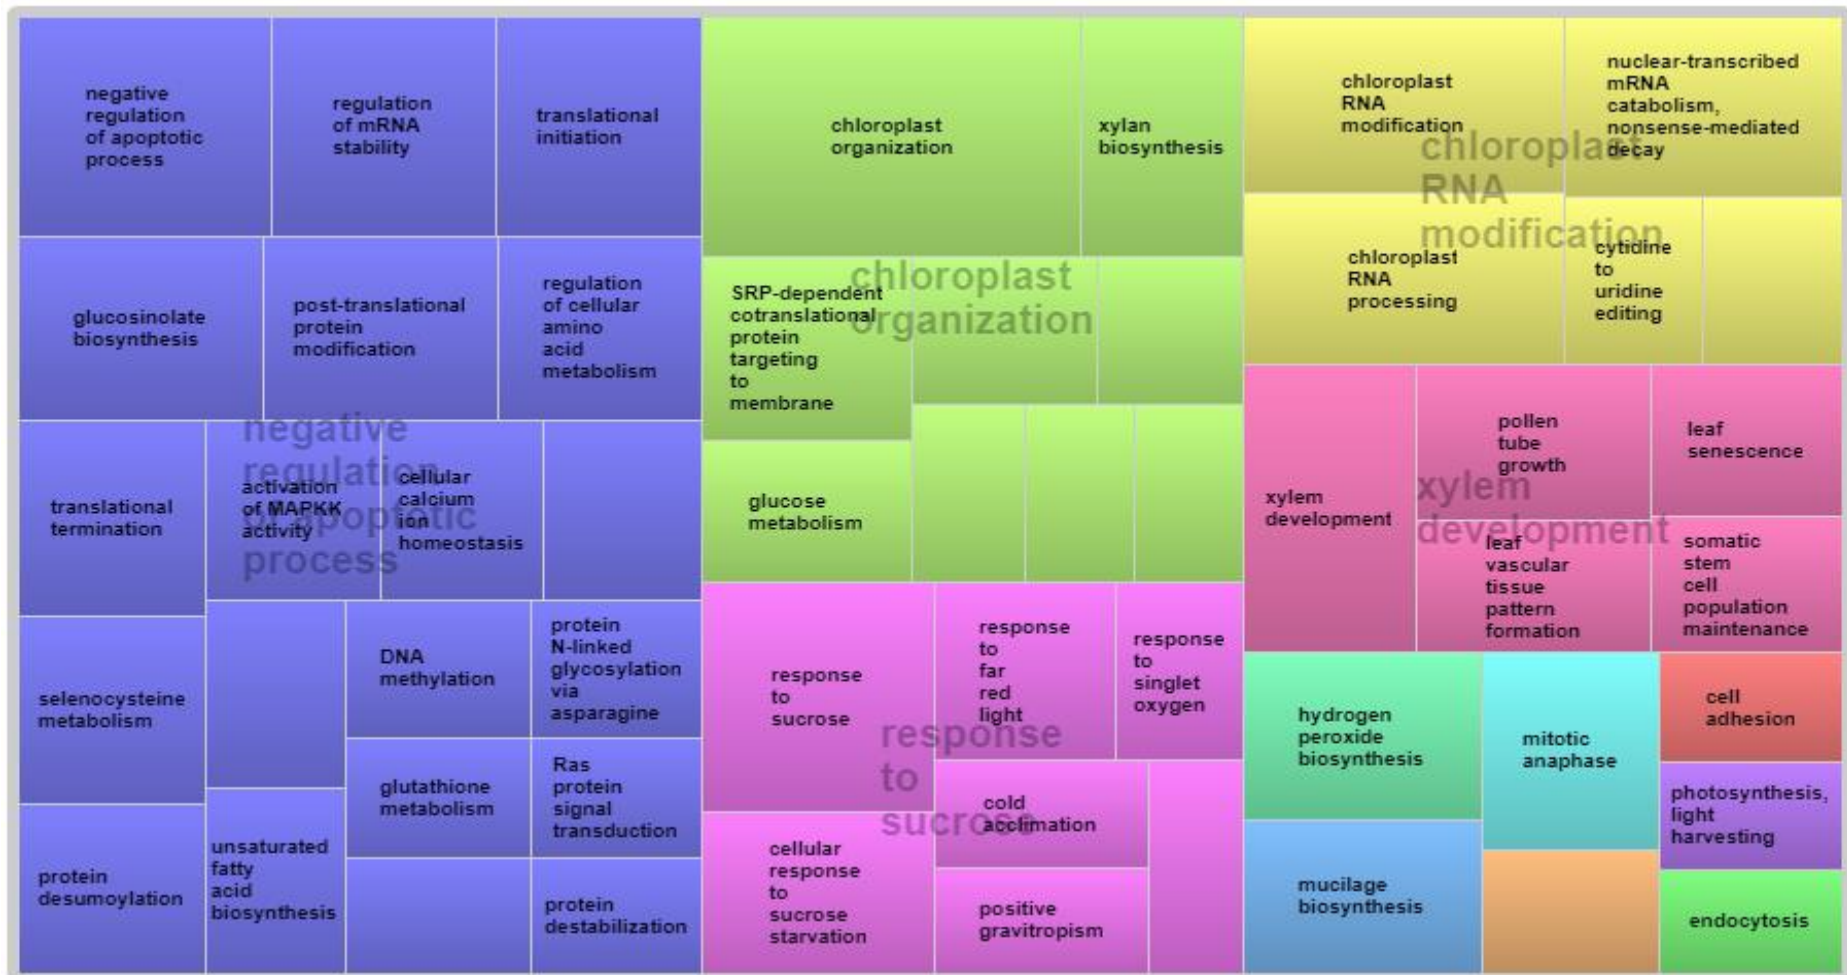 negative
regulation
of apoptotic
process
regulation
of mRNA
stability
translational
initiation
glucosinolate
biosynthesis
post-translational
protein
modification
regulation
of cellular
amino
acid
metabolism
negative
regulation
of apoptotic
process
translational
termination
activation
of MAPKK
activity
cellular
calcium
ion
homeostasis
selenocysteine
metabolism
DNA
methylation
protein
N-linked
glycosylation
via
asparagine
glutathione
metabolism
Ras
protein
signal
transduction
protein
desumoylation
unsaturated
fatty
acid
biosynthesis
protein
destabilization
chloroplast
organization
xylan
biosynthesis
chloroplast
organization
SRP-dependent
cotranslational
protein
targeting
to
membrane
glucose
metabolism
response
to
sucrose
response
to
far
red
light
response
to
singlet
oxygen
response
to
sucrose
cellular
response
to
sucrose
starvation
cold
acclimation
positive
gravitropism
chloroplast
RNA
modification
nuclear-transcribed
mRNA
catabolism,
nonsense-mediated
decay
chloroplast
RNA
modification
chloroplast
RNA
processing
cytidine
to
uridine
editing
xylem
development
pollen
tube
growth
leaf
senescence
xylem
development
leaf
vascular
tissue
pattern
formation
somatic
stem
cell
population
maintenance
hydrogen
peroxide
biosynthesis
mitotic
anaphase
cell
adhesion
photosynthesis,
light
harvesting
mucilage
biosynthesis
endocytosis